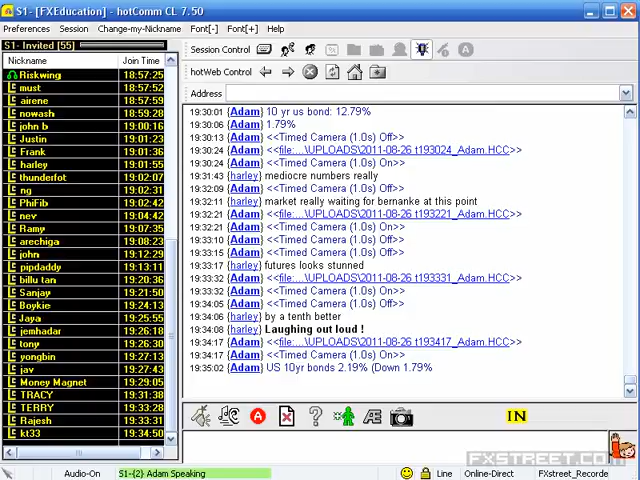 S1- [FXEducation] - hotComm CL 7.50
Preferences Session Change-my-Nickname Font[-] Font[+] Help
S1- Invited [55]
Nickname Join Time
Riskwing 18:57:25
must 18:57:52
airene 18:57:59
nowash 18:59:28
john b 19:00:16
Justin 19:01:23
Frank 19:01:36
harley 19:01:55
thunderfot 19:02:07
ng 19:02:31
PhiFib 19:02:41
nev 19:04:42
Ramy 19:07:35
arechiga 19:08:23
john 19:12:29
pipdaddy 19:13:11
billu tan 19:20:36
Sanjay 19:21:50
Boykie 19:24:13
Jaya 19:25:55
jemhadar 19:26:18
tony 19:26:30
yongbin 19:27:13
jav 19:27:13
Money Magnet 19:29:05
TRACY 19:31:38
TERRY 19:33:28
Rajesh 19:33:31
kt33 19:34:50
Session Control
hotWeb Control
Address
19:30:01 {Adam} 10 yr us bond: 12.79%
19:30:06 {Adam} 1.79%
19:30:13 {Adam} <<Timed Camera (1.0s) Off>>
19:30:24 {Adam} <<file:...\UPLOADS\2011-08-26 t193024_Adam.HCC>>
19:30:24 {Adam} <<Timed Camera (1.0s) On>>
19:31:43 {harley} mediocre numbers really
19:32:09 {Adam} <<Timed Camera (1.0s) Off>>
19:32:11 {harley} market really waiting for bernanke at this point
19:32:21 {Adam} <<file:...\UPLOADS\2011-08-26 t193221_Adam.HCC>>
19:32:21 {Adam} <<Timed Camera (1.0s) On>>
19:33:10 {Adam} <<Timed Camera (1.0s) Off>>
19:33:15 {Adam} <<Timed Camera (1.0s) Off>>
19:33:17 {harley} futures looks stunned
19:33:32 {Adam} <<file:...\UPLOADS\2011-08-26 t193331_Adam.HCC>>
19:33:32 {Adam} <<Timed Camera (1.0s) On>>
19:34:05 {Adam} <<Timed Camera (1.0s) Off>>
19:34:06 {harley} by a tenth better
19:34:08 {harley} Laughing out loud !
19:34:17 {Adam} <<file:...\UPLOADS\2011-08-26 t193417_Adam.HCC>>
19:34:17 {Adam} <<Timed Camera (1.0s) On>>
19:35:02 {Adam} US 10yr bonds 2.19% (Down 1.79%
A ? Æ IN
FXSTREET.COM
Audio-On S1-{2} Adam Speaking Line Online-Direct FXstreet_Recorde